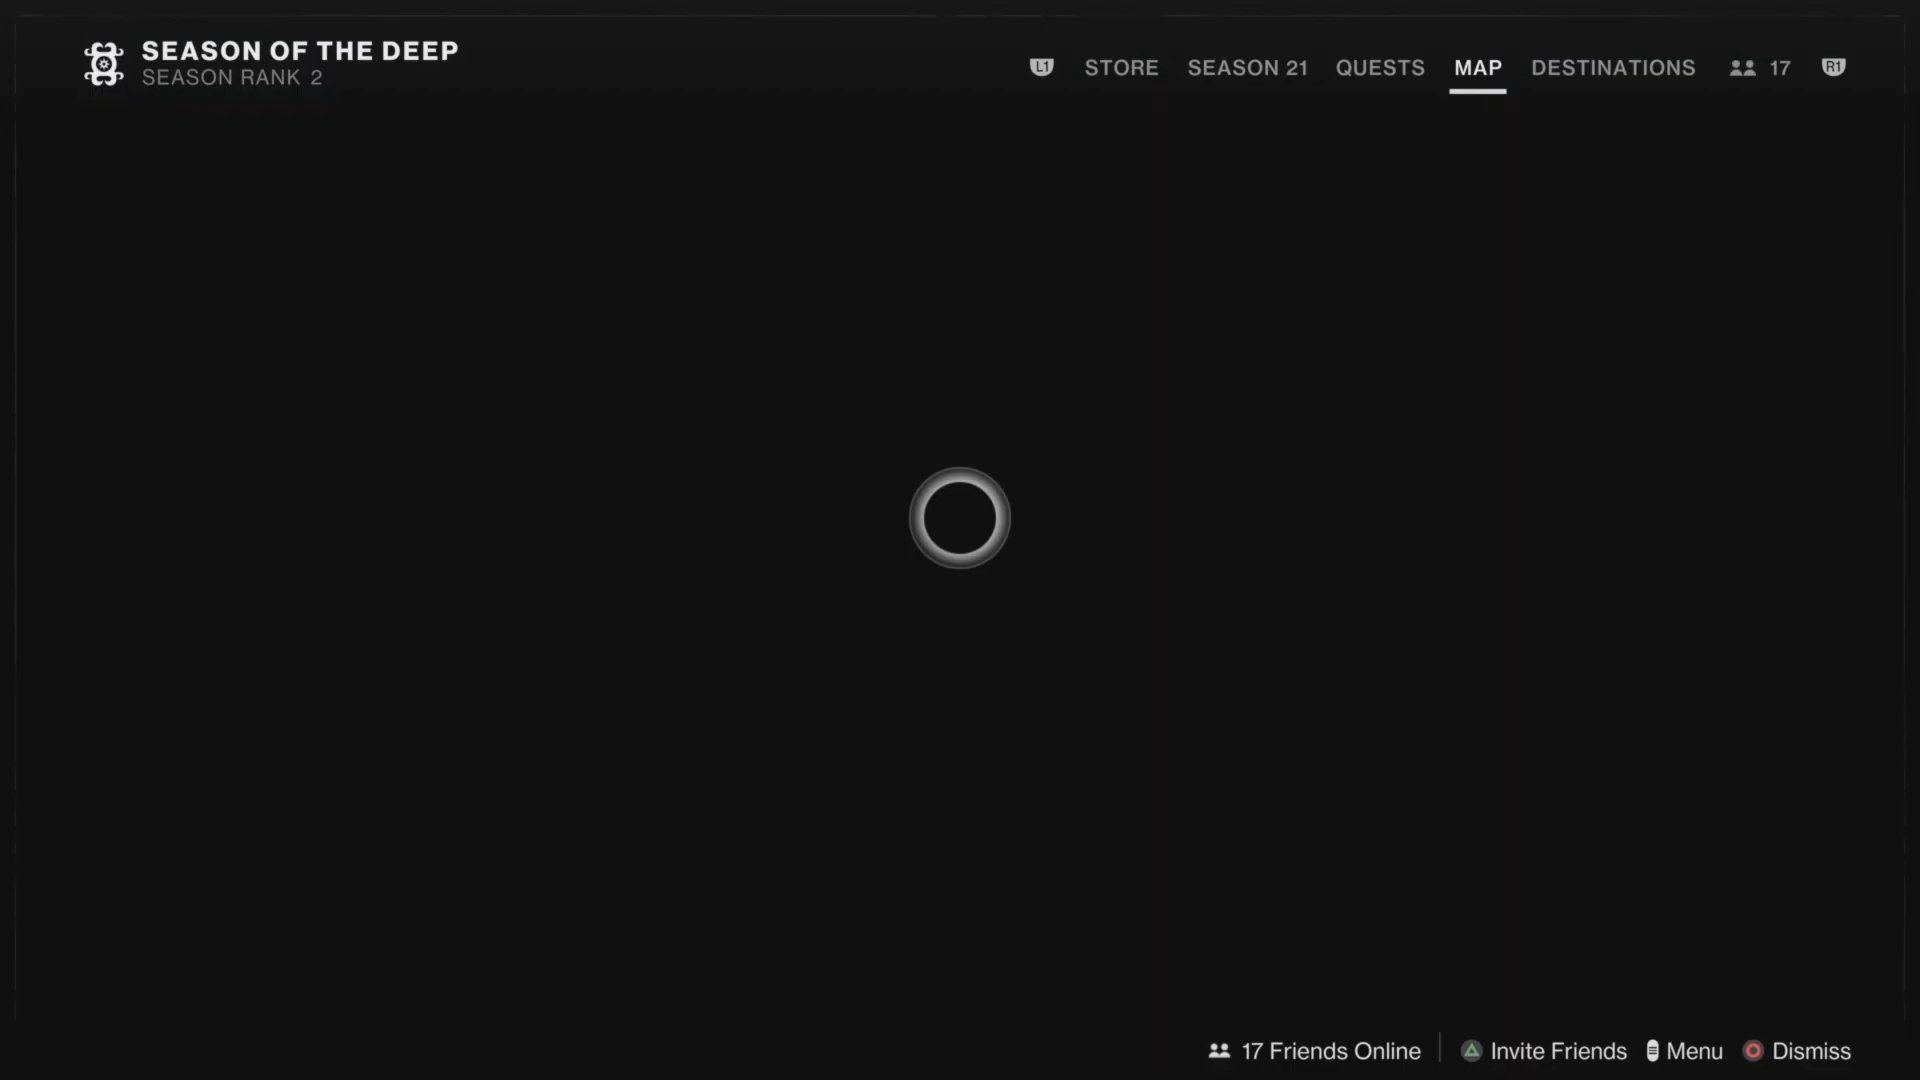 SEASON OF THE DEEP
SEASON RANK 2
L1 STORE SEASON 21 QUESTS MAP DESTINATIONS 17 R1
17 Friends Online Invite Friends Menu Dismiss